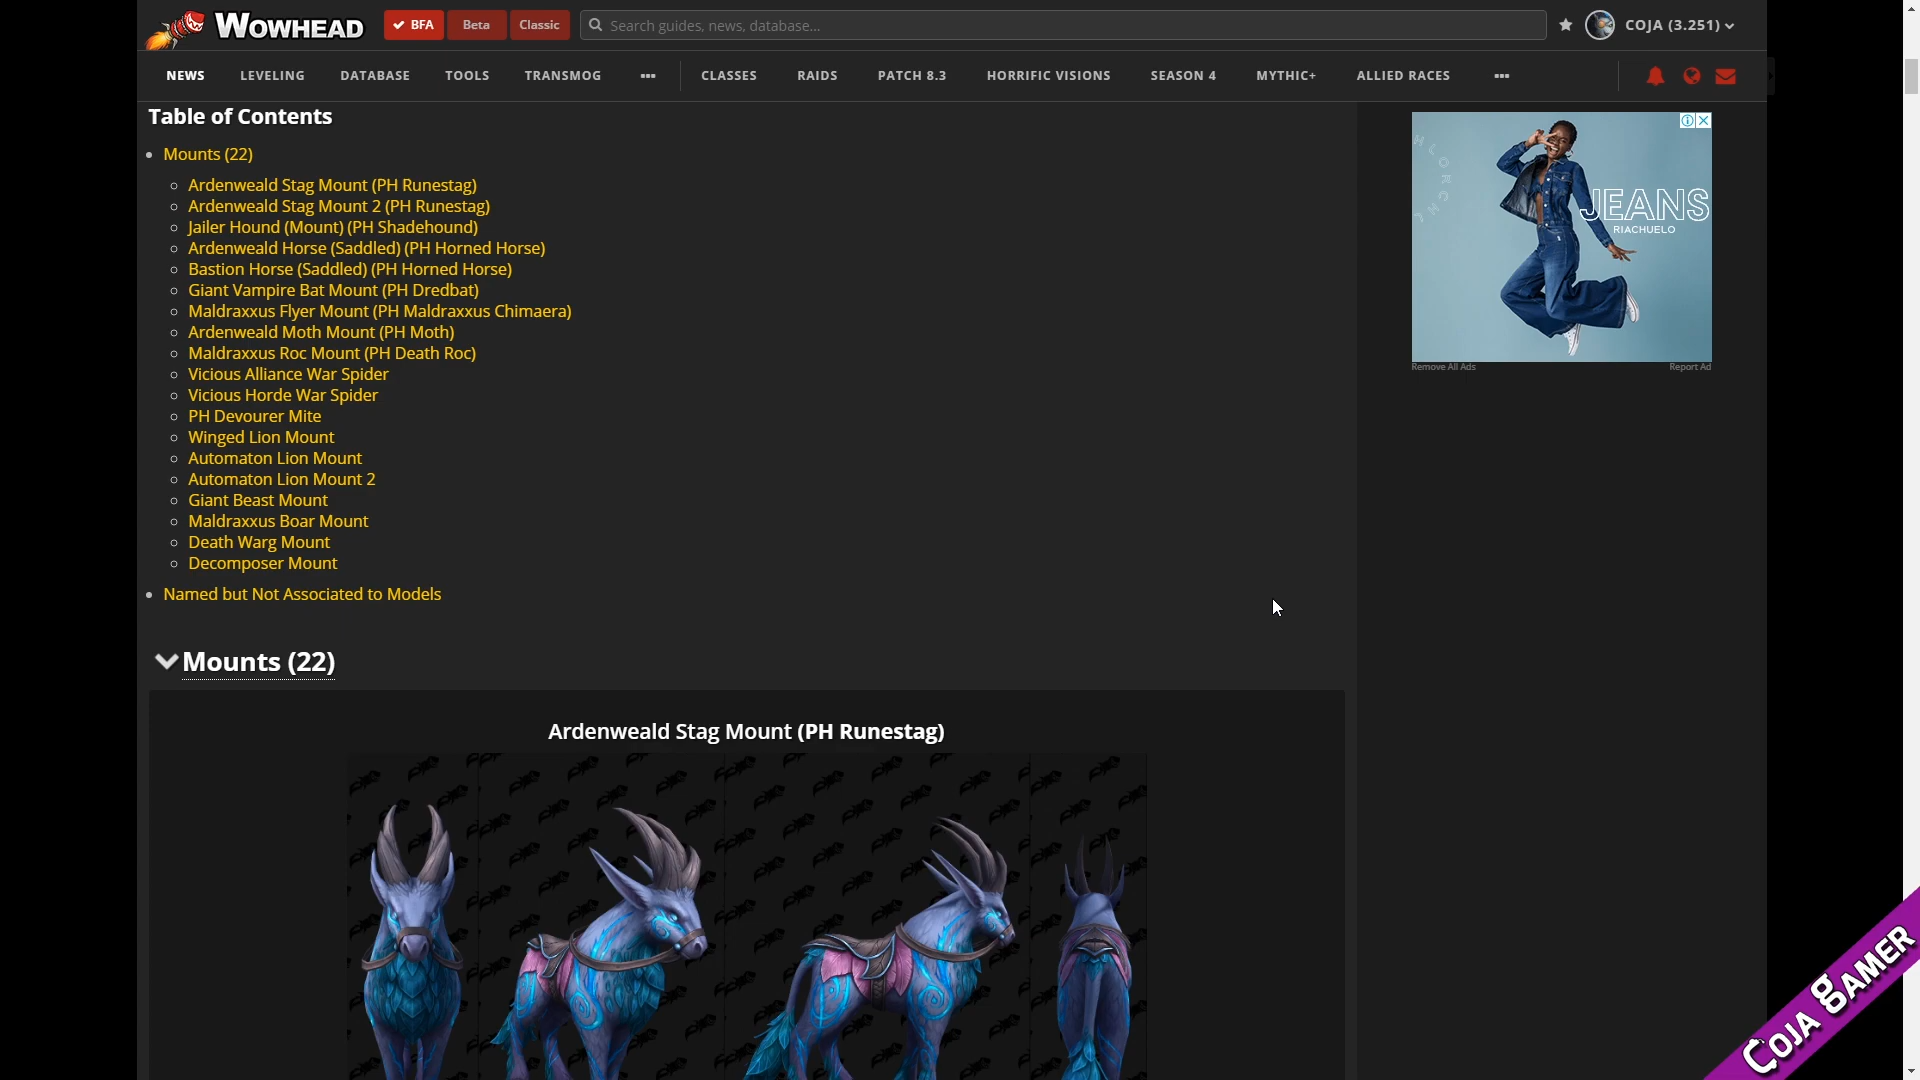 WOWHEAD
BFA
Beta
Classic
Search guides, news, database...
COJA (3.251)
NEWS
LEVELING
DATABASE
TOOLS
TRANSMOG
CLASSES
RAIDS
PATCH 8.3
HORRIFIC VISIONS
SEASON 4
MYTHIC+
ALLIED RACES
Table of Contents
Mounts (22)
Ardenweald Stag Mount (PH Runestag)
Ardenweald Stag Mount 2 (PH Runestag)
Jailer Hound (Mount) (PH Shadehound)
Ardenweald Horse (Saddled) (PH Horned Horse)
Bastion Horse (Saddled) (PH Horned Horse)
Giant Vampire Bat Mount (PH Dredbat)
Maldraxxus Flyer Mount (PH Maldraxxus Chimaera)
Ardenweald Moth Mount (PH Moth)
Maldraxxus Roc Mount (PH Death Roc)
Vicious Alliance War Spider
Vicious Horde War Spider
PH Devourer Mite
Winged Lion Mount
Automaton Lion Mount
Automaton Lion Mount 2
Giant Beast Mount
Maldraxxus Boar Mount
Death Warg Mount
Decomposer Mount
Named but Not Associated to Models
JEANS
RIACHUELO
Remove All Ads
Report Ad
Mounts (22)
Ardenweald Stag Mount (PH Runestag)
COJA GAMER